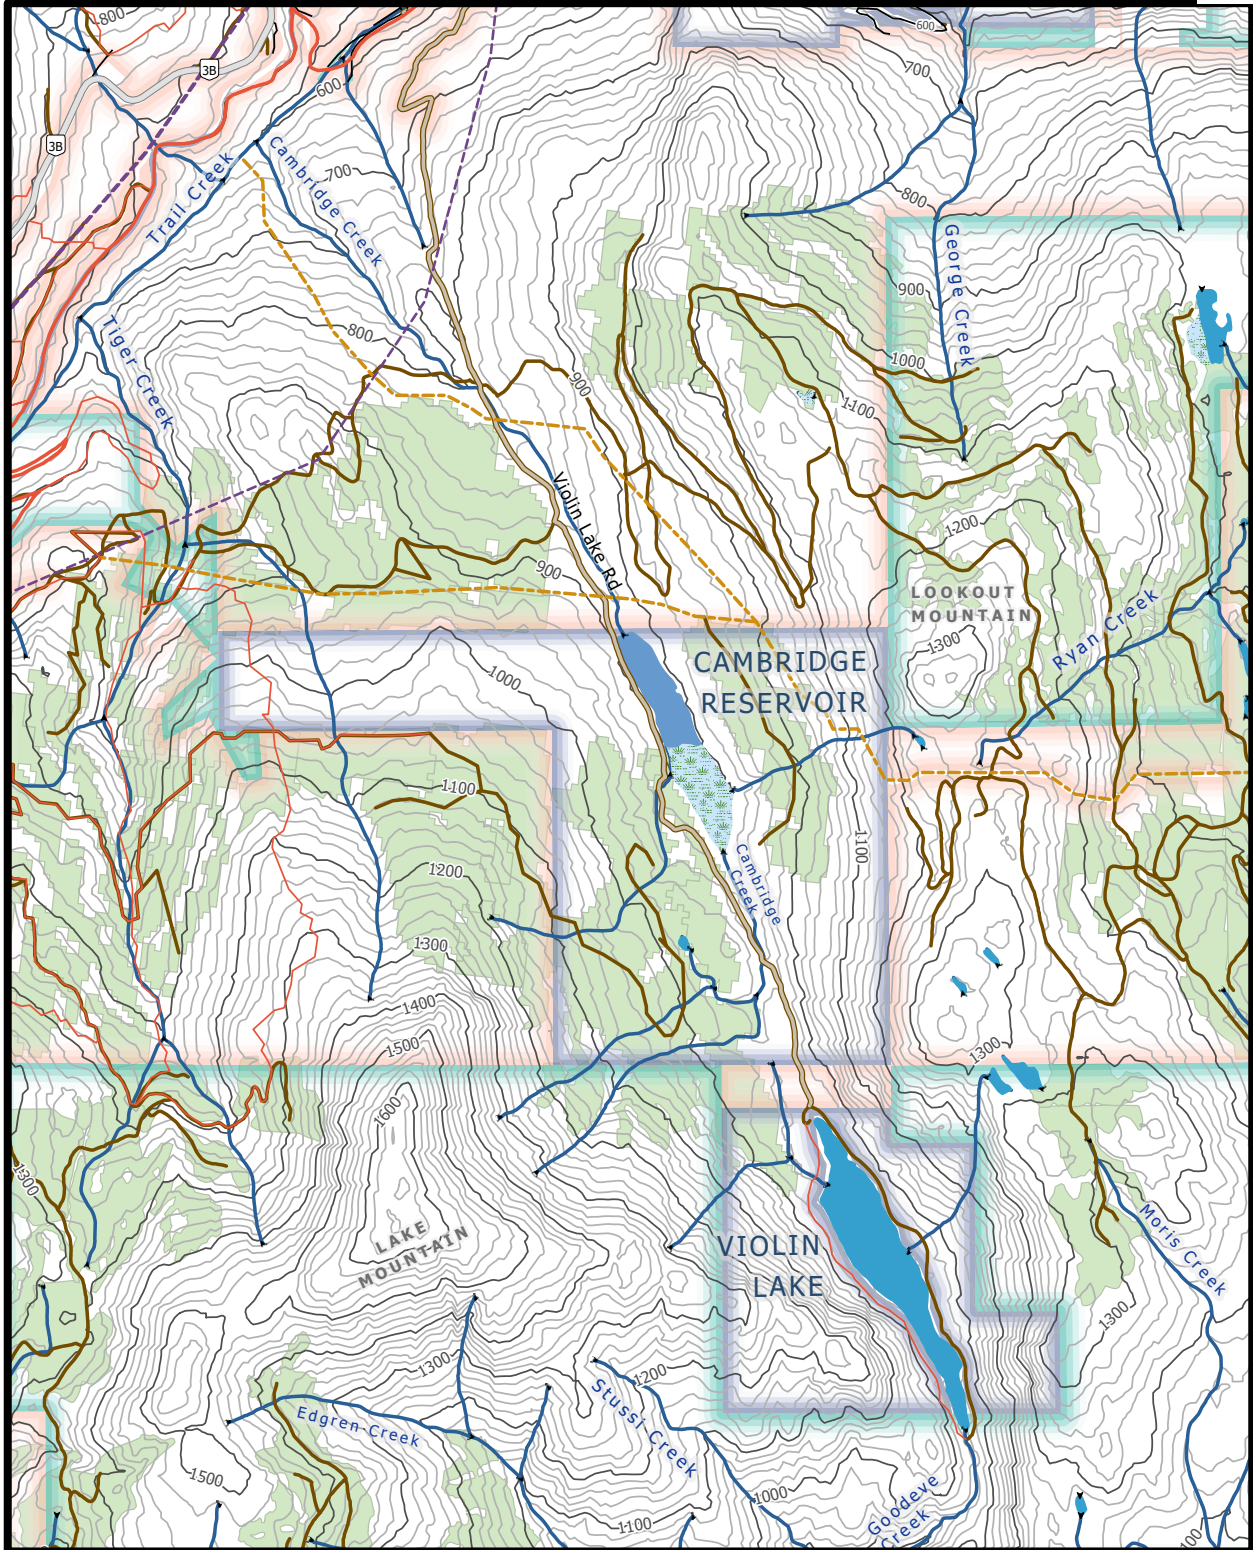 800
600
600
700
3B
3B
Cambridge Creek
700
Trail Creek
800
George Creek
900
Tiger Creek
800
1000
900
1100
Violin Lake Rd
1200
900
LOOKOUT
MOUNTAIN
Ryan Creek
1300
CAMBRIDGE
RESERVOIR
1000
1100
1100
Cambridge
Creek
1200
1300
1400
1500
1300
1600
1300
LAKE
MOUNTAIN
Moris Creek
VIOLIN
LAKE
1300
1300
1200
Stussi Creek
Edgren Creek
1500
1000
Goodeve
Creek
1100
100